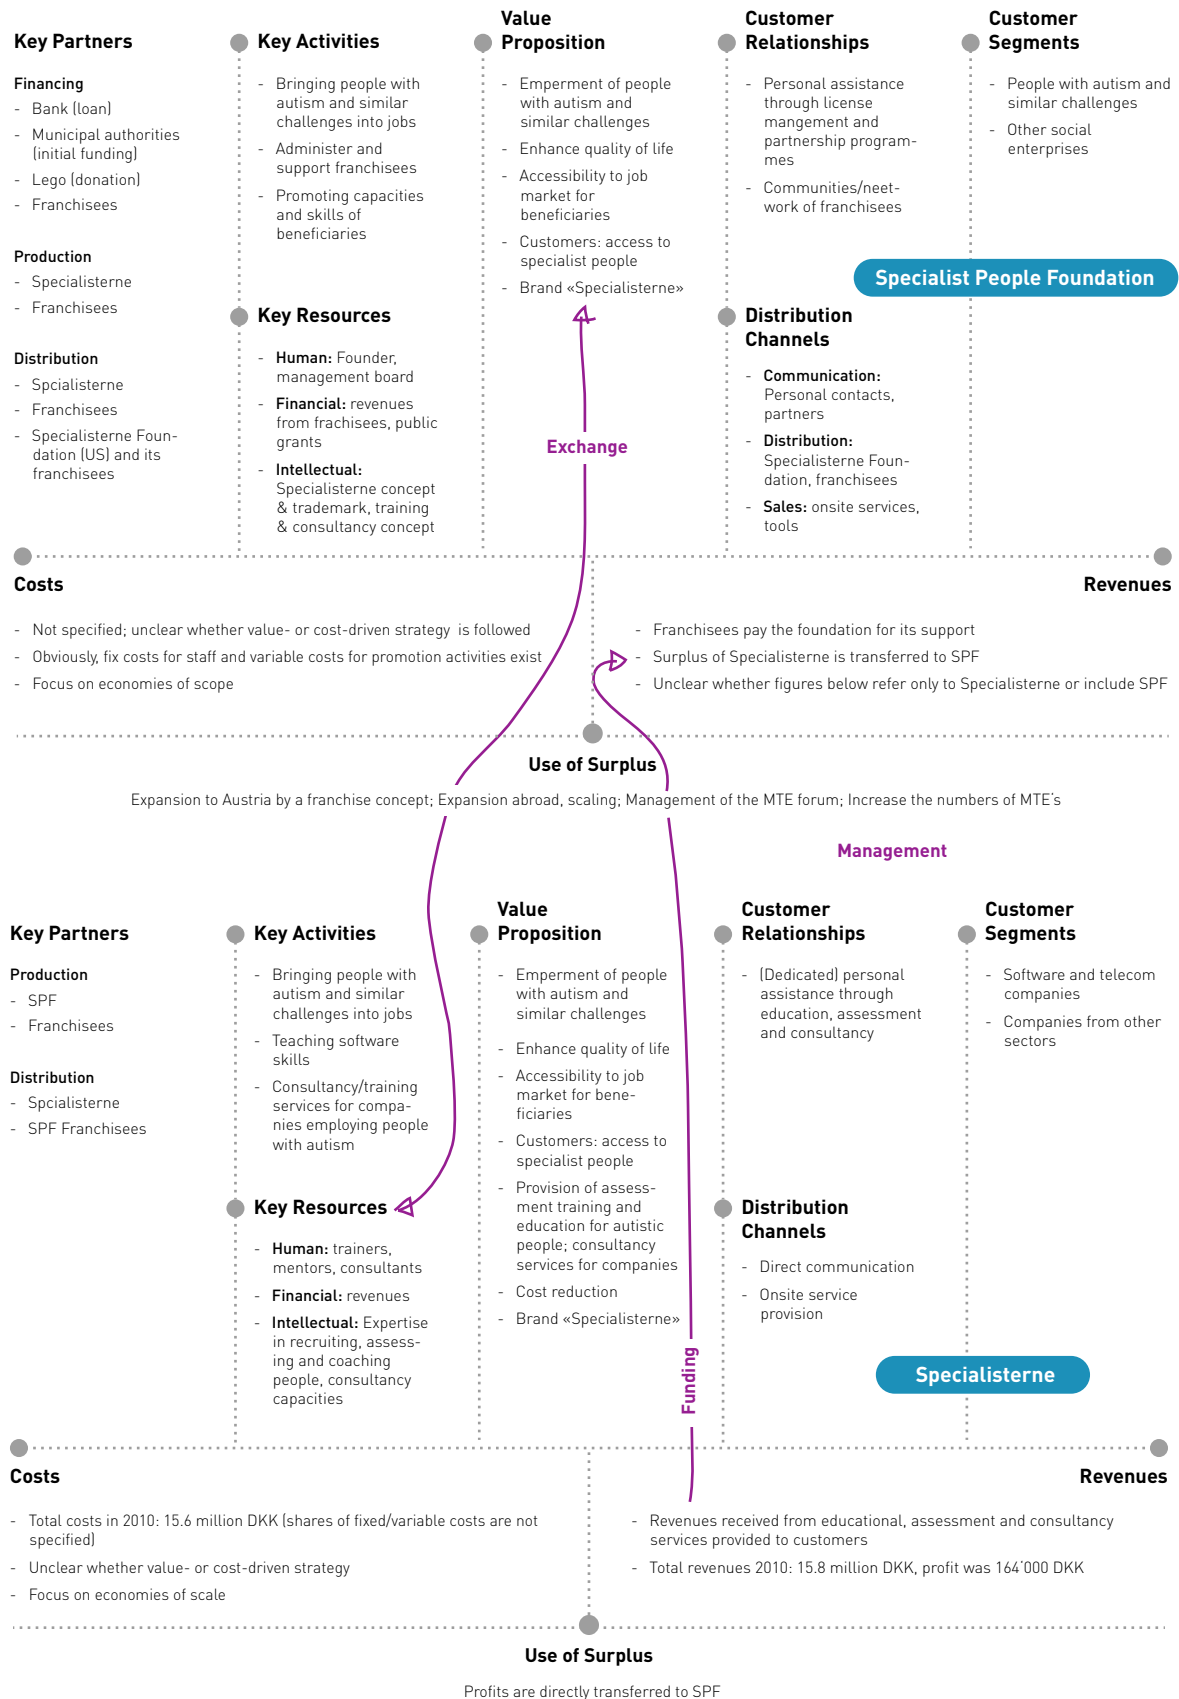 Key Partners
Financing
- Bank (loan)
- Municipal authorities
(initial funding)
- Lego (donation)
- Franchisees
Production
- Specialisterne
- Franchisees
Distribution
- Spcialisterne
- Franchisees
- Specialisterne Foun-
dation (US) and its
franchisees
Key Activities
- Bringing people with
autism and similar
challenges into jobs
- Administer and
support franchisees
- Promoting capacities
and skills of
beneficiaries
Key Resources
- Human: Founder,
management board
- Financial: revenues
from frachisees, public
grants
- Intellectual:
Specialisterne concept
& trademark, training
& consultancy concept
Value
Proposition
- Emperment of people
with autism and
similar challenges
- Enhance quality of life
- Accessibility to job
market for
beneficiaries
- Customers: access to
specialist people
- Brand «Specialisterne»
Exchange
Customer
Relationships
- Personal assistance
through license
mangement and
partnership program-
mes
- Communities/neet-
work of franchisees
Distribution
Channels
- Communication:
Personal contacts,
partners
- Distribution:
Specialisterne Foun-
dation, franchisees
- Sales: onsite services,
tools
Customer
Segments
- People with autism and
similar challenges
- Other social
enterprises
Specialist People Foundation
Costs
- Not specified; unclear whether value- or cost-driven strategy is followed
- Obviously, fix costs for staff and variable costs for promotion activities exist
- Focus on economies of scope
Revenues
- Franchisees pay the foundation for its support
- Surplus of Specialisterne is transferred to SPF
- Unclear whether figures below refer only to Specialisterne or include SPF
Use of Surplus
Expansion to Austria by a franchise concept; Expansion abroad, scaling; Management of the MTE forum; Increase the numbers of MTE's
Management
Key Partners
Production
- SPF
- Franchisees
Distribution
- Spcialisterne
- SPF Franchisees
Key Activities
- Bringing people with
autism and similar
challenges into jobs
- Teaching software
skills
- Consultancy/training
services for compa-
nies employing people
with autism
Key Resources
- Human: trainers,
mentors, consultants
- Financial: revenues
- Intellectual: Expertise
in recruiting, assess-
ing and coaching
people, consultancy
capacities
Value
Proposition
- Emperment of people
with autism and
similar challenges
- Enhance quality of life
- Accessibility to job
market for bene-
ficiaries
- Customers: access to
specialist people
- Provision of assess-
ment training and
education for autistic
people; consultancy
services for companies
- Cost reduction
- Brand «Specialisterne»
Funding
Customer
Relationships
- (Dedicated) personal
assistance through
education, assessment
and consultancy
Distribution
Channels
- Direct communication
- Onsite service
provision
Customer
Segments
- Software and telecom
companies
- Companies from other
sectors
Specialisterne
Costs
- Total costs in 2010: 15.6 million DKK (shares of fixed/variable costs are not
specified)
- Unclear whether value- or cost-driven strategy
- Focus on economies of scale
Revenues
- Revenues received from educational, assessment and consultancy
services provided to customers
- Total revenues 2010: 15.8 million DKK, profit was 164'000 DKK
Use of Surplus
Profits are directly transferred to SPF